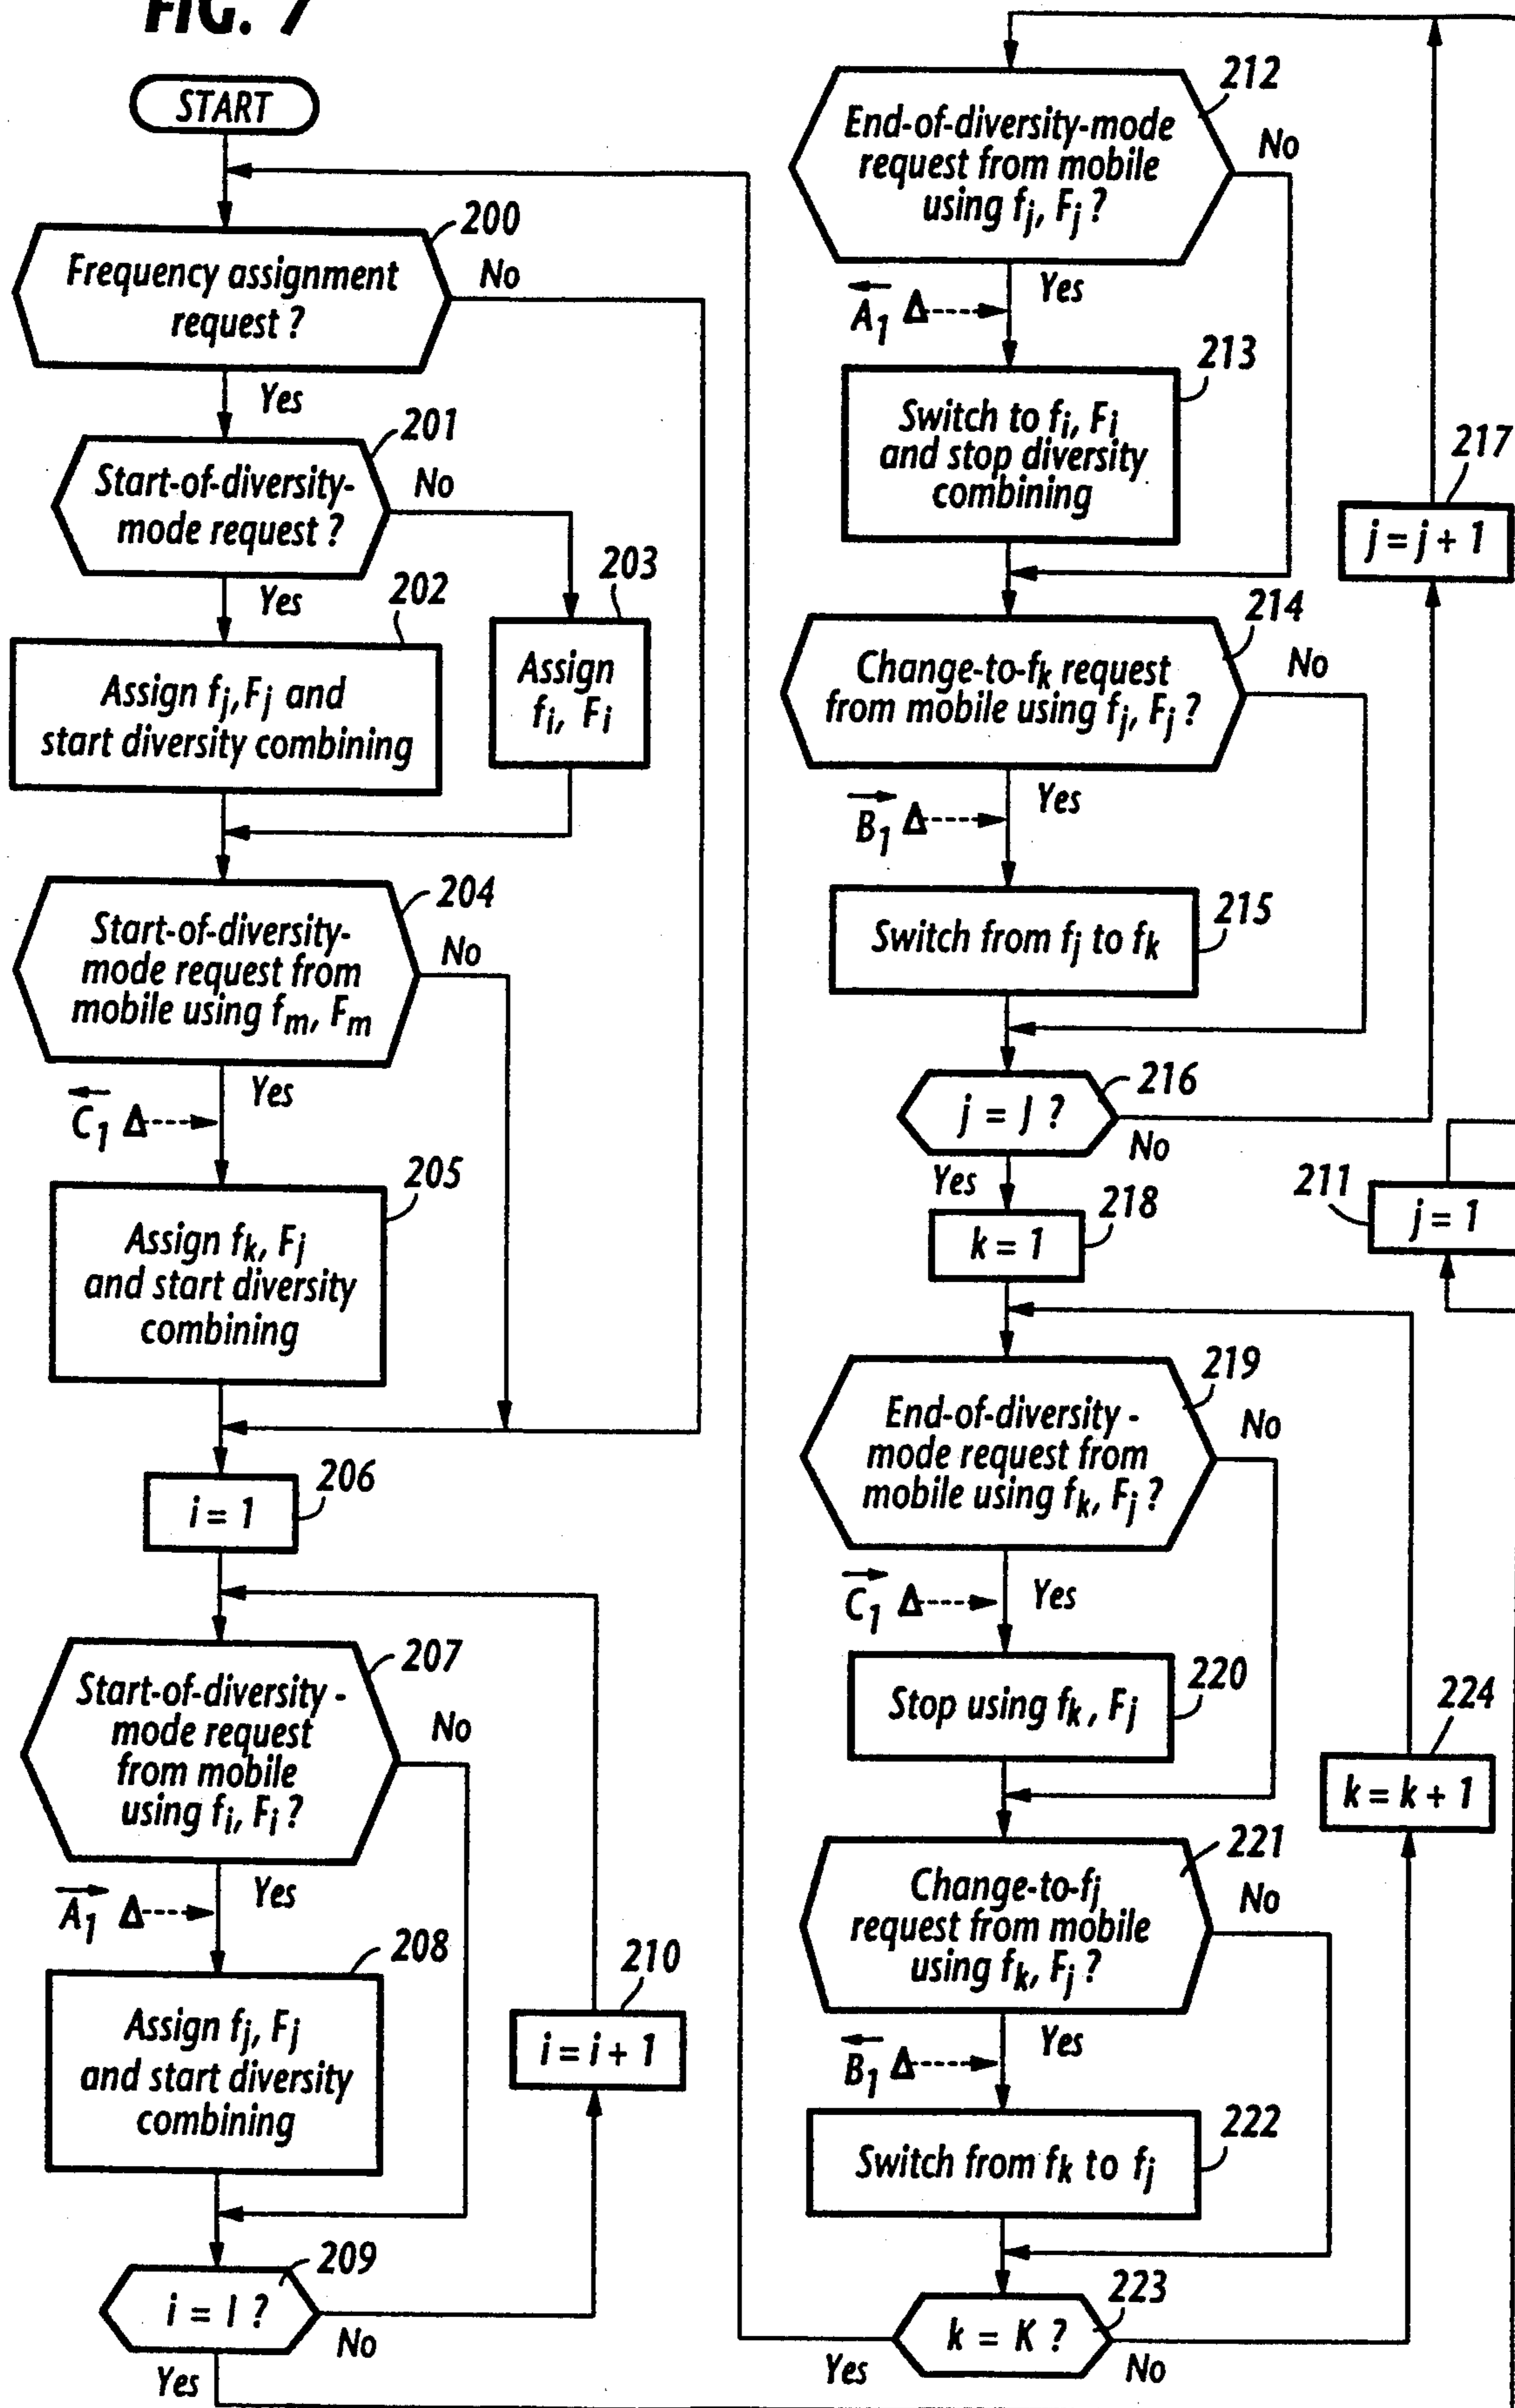 FIG. 7
START
200
Frequency assignment
request ?
No
Yes
201
Start-of-diversity-
mode request ?
No
Yes
202
Assign fj, Fj and
start diversity combining
203
Assign
fi, Fi
204
Start-of-diversity-
mode request from
mobile using fm, Fm
No
Yes
C1 Δ
205
Assign fk, Fj
and start diversity
combining
206
i = 1
207
Start-of-diversity -
mode request
from mobile
using fi, Fi ?
No
Yes
A1 Δ
208
Assign fj, Fj
and start diversity
combining
210
i = i + 1
209
i = I ?
No
Yes
212
End-of-diversity-mode
request from mobile
using fj, Fj ?
No
Yes
A1 Δ
213
Switch to fi, Fi
and stop diversity
combining
217
j = j + 1
214
Change-to-fk request
from mobile using fj, Fj ?
No
Yes
B1 Δ
215
Switch from fj to fk
216
j = J ?
No
Yes
218
k = 1
211
j = 1
219
End-of-diversity -
mode request from
mobile using fk, Fj ?
No
Yes
C1 Δ
220
Stop using fk, Fj
224
k = k + 1
221
Change-to-fj
request from mobile
using fk, Fj ?
No
Yes
B1 Δ
222
Switch from fk to fj
223
k = K ?
Yes
No